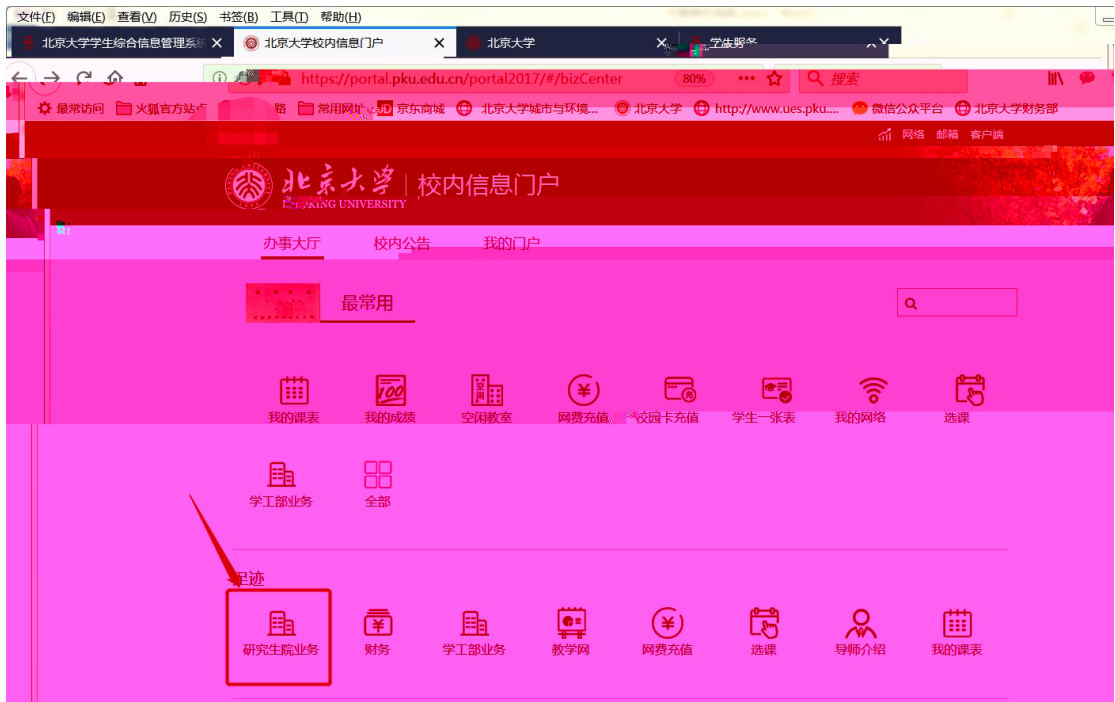 文件(F) 编辑(E) 查看(V) 历史(S) 书签(B) 工具(T) 帮助(H)
北京大学学生综合信息管理系统 × 北京大学校内信息门户 × 北京大学 ×
https://portal.pku.edu.cn/portal2017/#/bizCenter 80% 搜索
最常访问 火狐官方站点 常用网址 JD 京东商城 北京大学城市与环境... 北京大学 http://www.ues.pku.... 微信公众平台 北京大学财务部
网络 邮箱 客户端
北京大学 校内信息门户
PEKING UNIVERSITY
办事大厅 校内公告 我的门户
最常用
我的课表 我的成绩 空闲教室 网费充值 校园卡充值 学生一张表 我的网络 选课
学工部业务 全部
足迹
研究生院业务 财务 学工部业务 教学网 网费充值 选课 导师介绍 我的课表